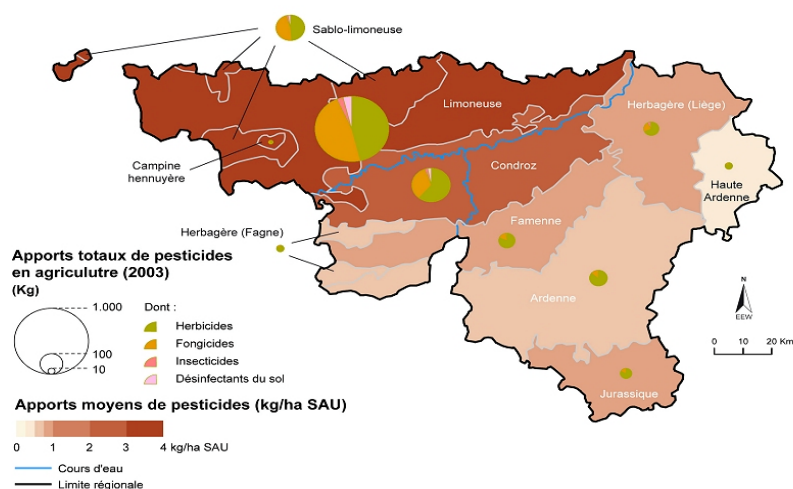 Sablo-limoneuse
Limoneuse
Herbagère (Liège)
Campine
hennuyère
Condroz
Haute
Ardenne
Herbagère (Fagne)
Famenne
Ardenne
Jurassique
Apports totaux de pesticides
en agriculutre (2003)
(Kg)
1.000
100
10
Dont :
Herbicides
Fongicides
Insecticides
Désinfectants du sol
N
EEW
0 10 20 Km
Apports moyens de pesticides (kg/ha SAU)
0 1 2 3 4 kg/ha SAU
Cours d'eau
Limite régionale